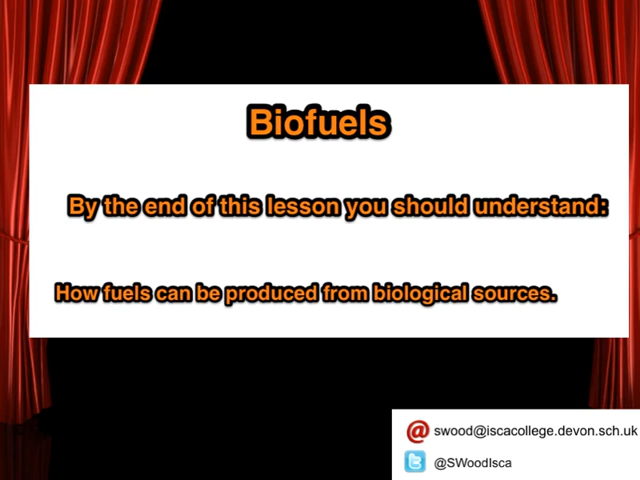 Biofuels
By the end of this lesson you should understand:
How fuels can be produced from biological sources.
@ swood@iscacollege.devon.sch.uk
@SWoodIsca